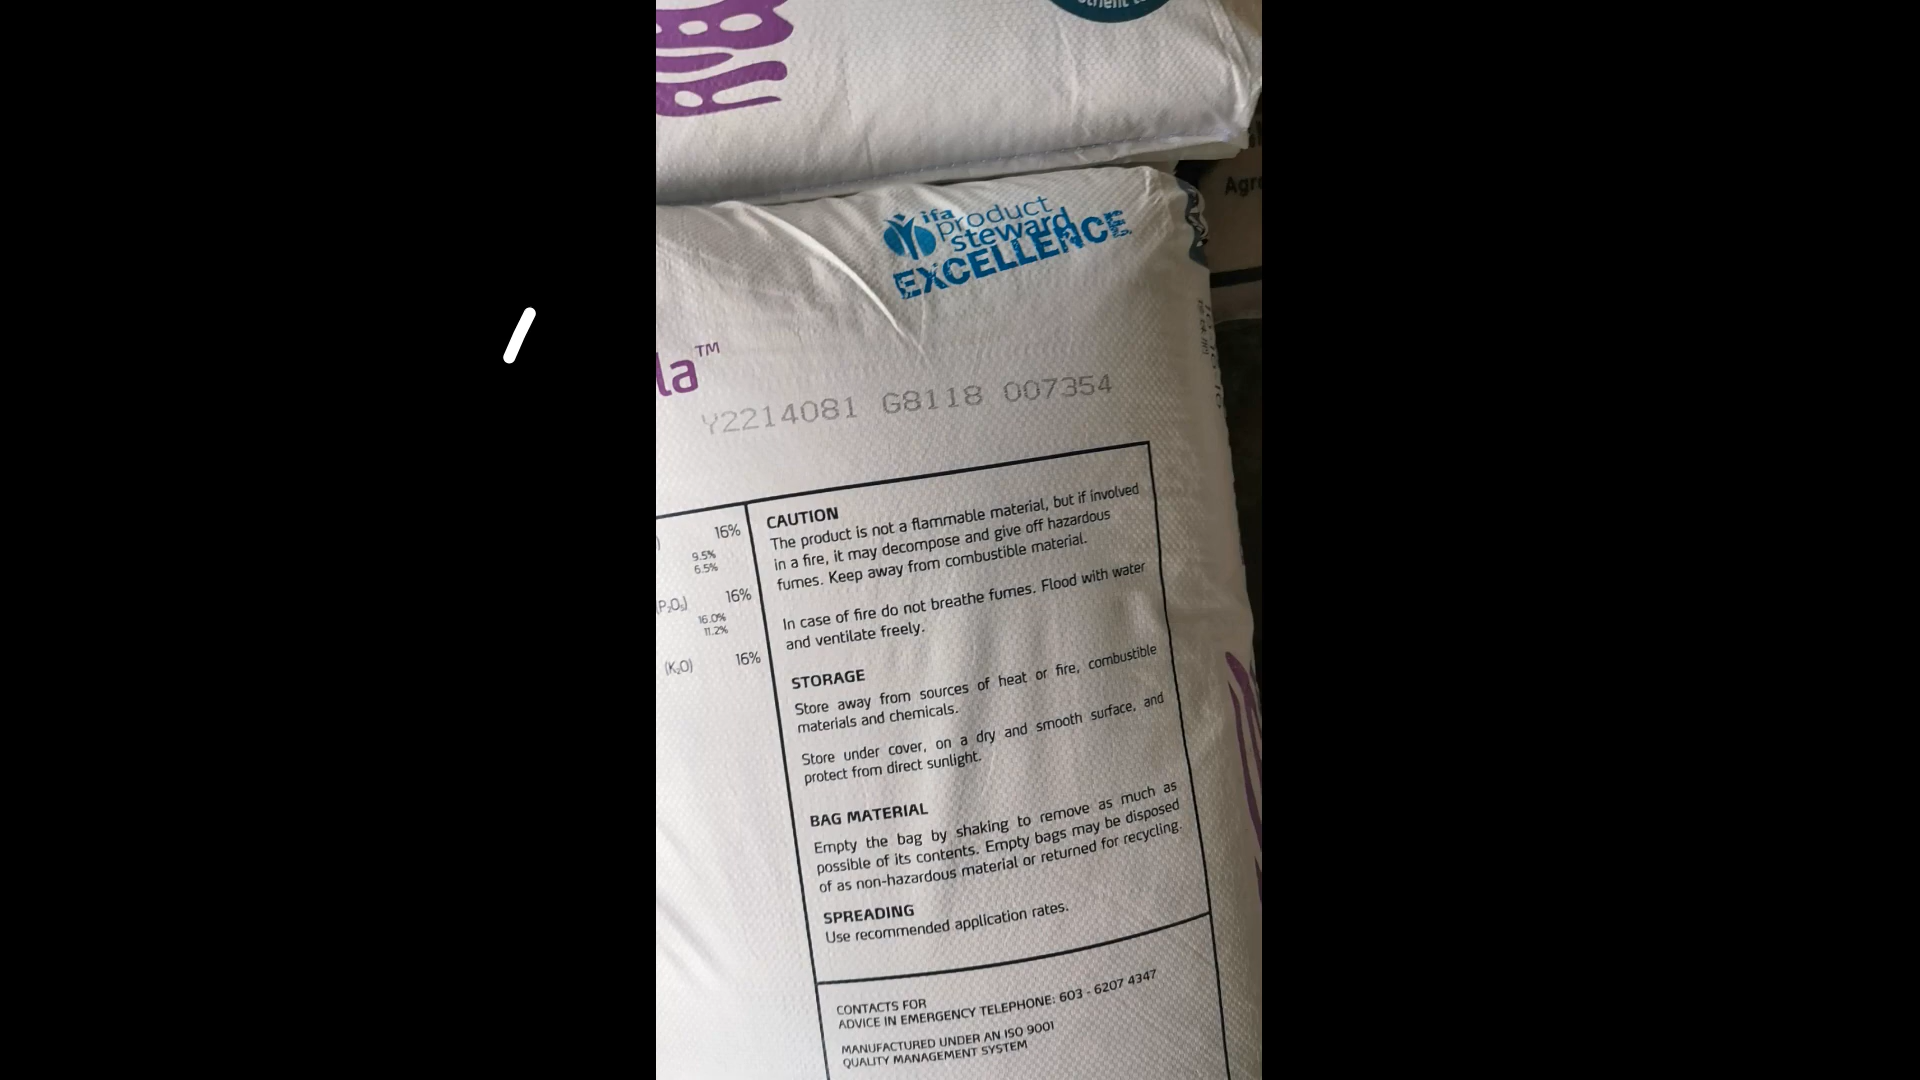 ifa
product
steward
EXCELLENCE
Agr
la™
Y2214081 G8118 007354
16%
9.5%
6.5%
(P₂O₅) 16%
16.0%
11.2%
(K₂O) 16%
CAUTION
The product is not a flammable material, but if involved
in a fire, it may decompose and give off hazardous
fumes. Keep away from combustible material.
In case of fire do not breathe fumes. Flood with water
and ventilate freely.
STORAGE
Store away from sources of heat or fire, combustible
materials and chemicals.
Store under cover, on a dry and smooth surface, and
protect from direct sunlight.
BAG MATERIAL
Empty the bag by shaking to remove as much as
possible of its contents. Empty bags may be disposed
of as non-hazardous material or returned for recycling.
SPREADING
Use recommended application rates.
CONTACTS FOR
ADVICE IN EMERGENCY TELEPHONE: 603 - 6207 4347
MANUFACTURED UNDER AN ISO 9001
QUALITY MANAGEMENT SYSTEM